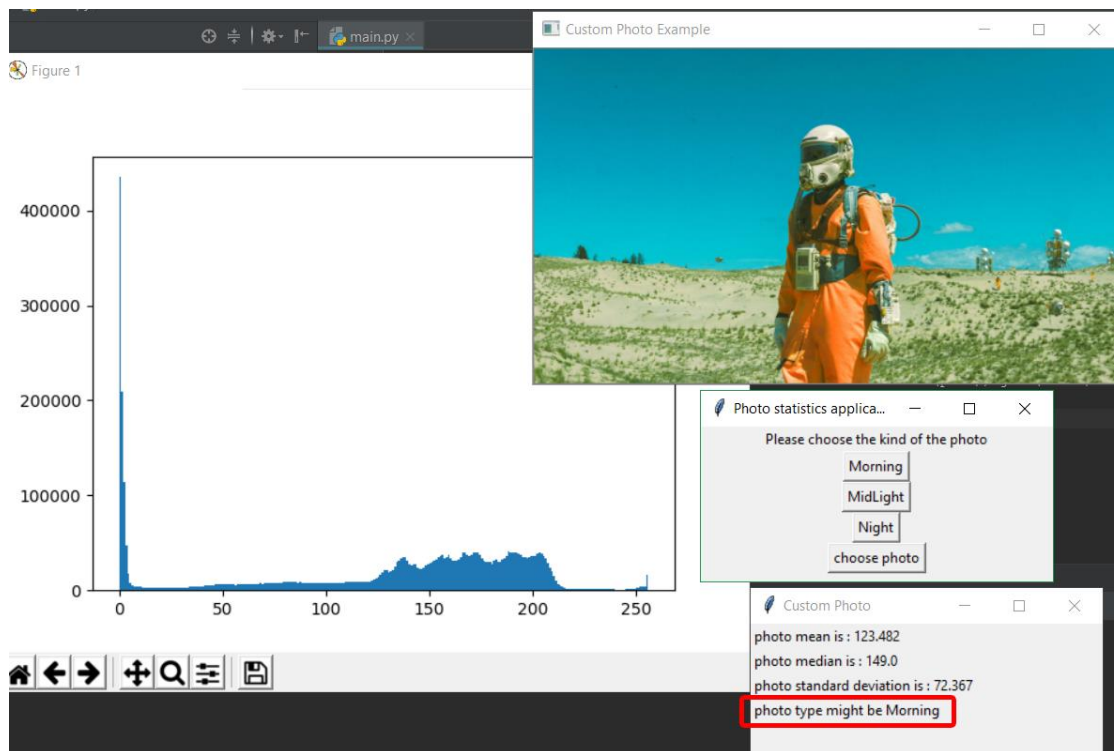 main.py
Custom Photo Example
Figure 1
400000
300000
200000
100000
0
0 50 100 150 200 250
Photo statistics applica...
Please choose the kind of the photo
Morning
MidLight
Night
choose photo
Custom Photo
photo mean is : 123.482
photo median is : 149.0
photo standard deviation is : 72.367
photo type might be Morning